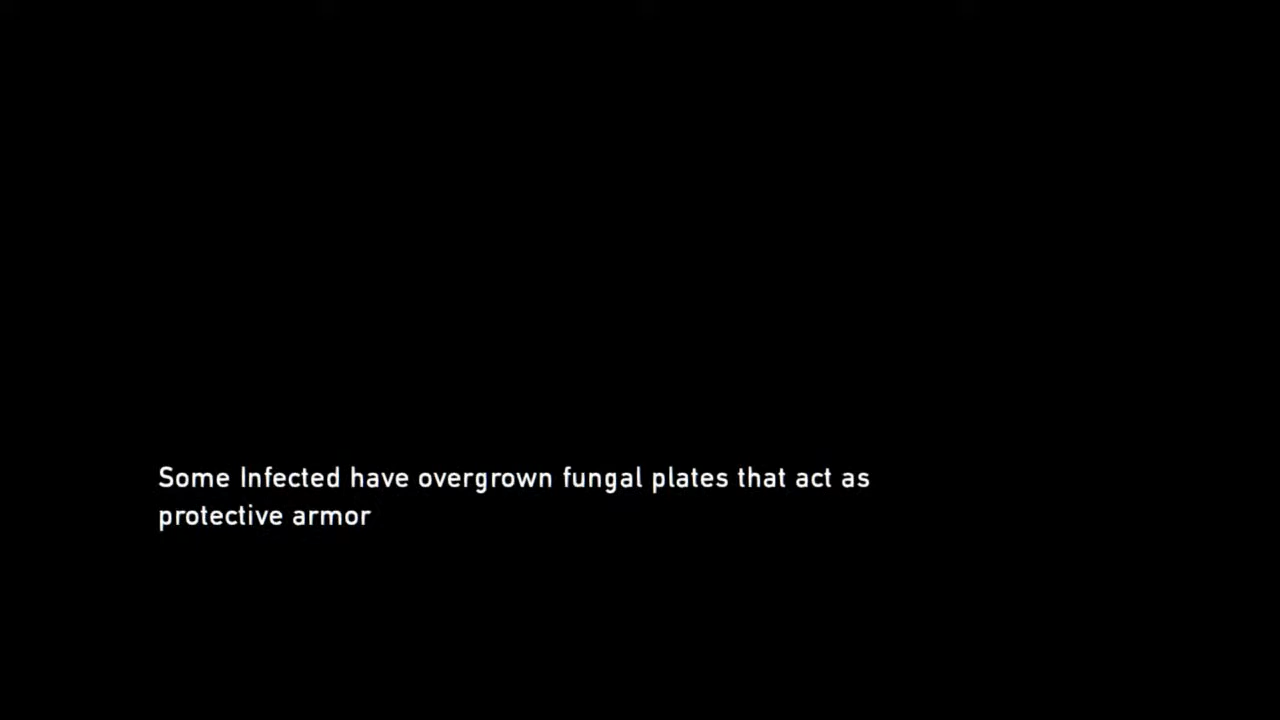 Some Infected have overgrown fungal plates that act as
protective armor